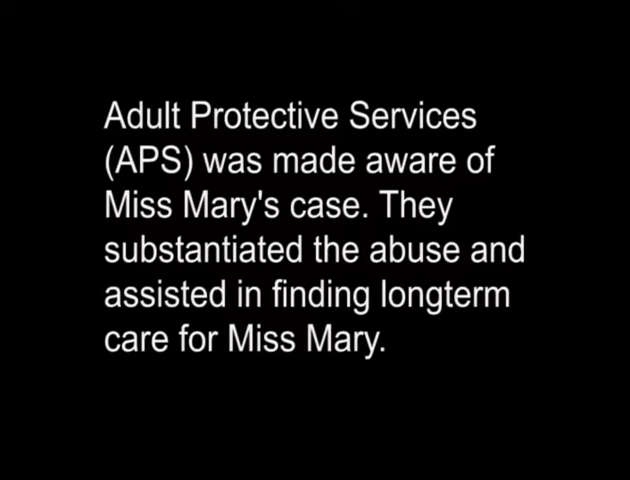 Adult Protective Services
(APS) was made aware of
Miss Mary's case. They
substantiated the abuse and
assisted in finding longterm
care for Miss Mary.